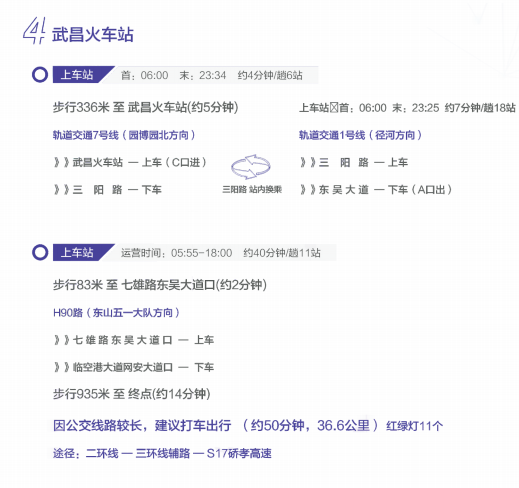 4 武昌火车站
上车站 首：06:00 末：23:34 约4分钟/趟6站
步行336米 至 武昌火车站(约5分钟)
轨道交通7号线（园博园北方向）
》》武昌火车站 — 上车（C口进）
》》三 阳 路 — 下车
三阳路 站内换乘
上车站☒首：06:00 末：23:25 约7分钟/趟18站
轨道交通1号线（径河方向）
》》三 阳 路 — 上车
》》东 吴 大 道 — 下车（A口出）
上车站 运营时间：05:55-18:00 约40分钟/趟11站
步行83米 至 七雄路东吴大道口(约2分钟)
H90路（东山五一大队方向）
》》七 雄 路 东 吴 大 道 口 — 上车
》》临空港大道网安大道口 — 下车
步行935米 至 终点(约14分钟)
因公交线路较长，建议打车出行 （约50分钟，36.6公里）红绿灯11个
途径：二环线 — 三环线辅路 — S17硚孝高速